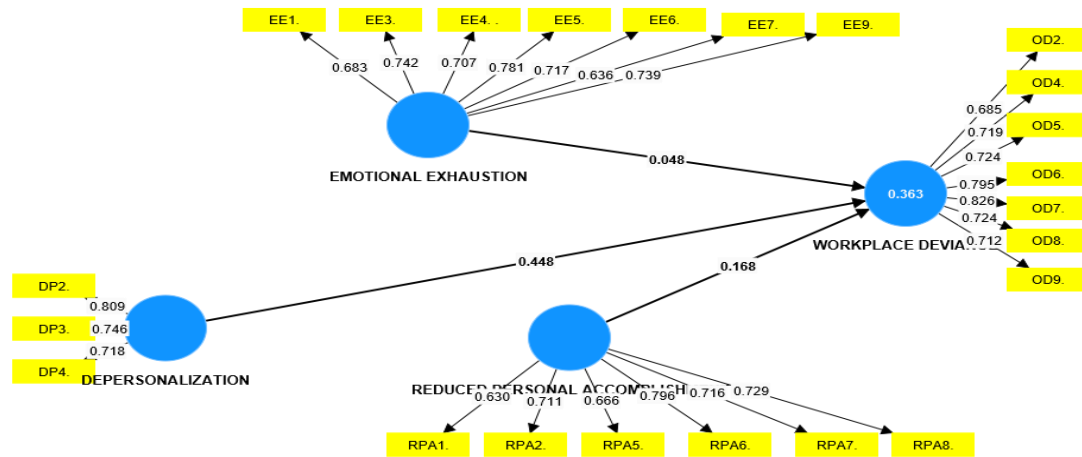 EE1.
EE3.
EE4. .
EE5.
EE6.
EE7.
EE9.
0.683
0.742
0.707
0.781
0.717
0.636
0.739
EMOTIONAL EXHAUSTION
OD2.
OD4.
OD5.
OD6.
OD7.
OD8.
OD9.
0.685
0.719
0.724
0.795
0.826
0.724
0.712
0.048
0.363
WORKPLACE DEVIAN
0.448
0.168
DP2.
DP3.
DP4.
0.809
0.746
0.718
DEPERSONALIZATION
REDUCED PERSONAL ACCOMPLISH
0.630
0.711
0.666
0.796
0.716
0.729
RPA1.
RPA2.
RPA5.
RPA6.
RPA7.
RPA8.